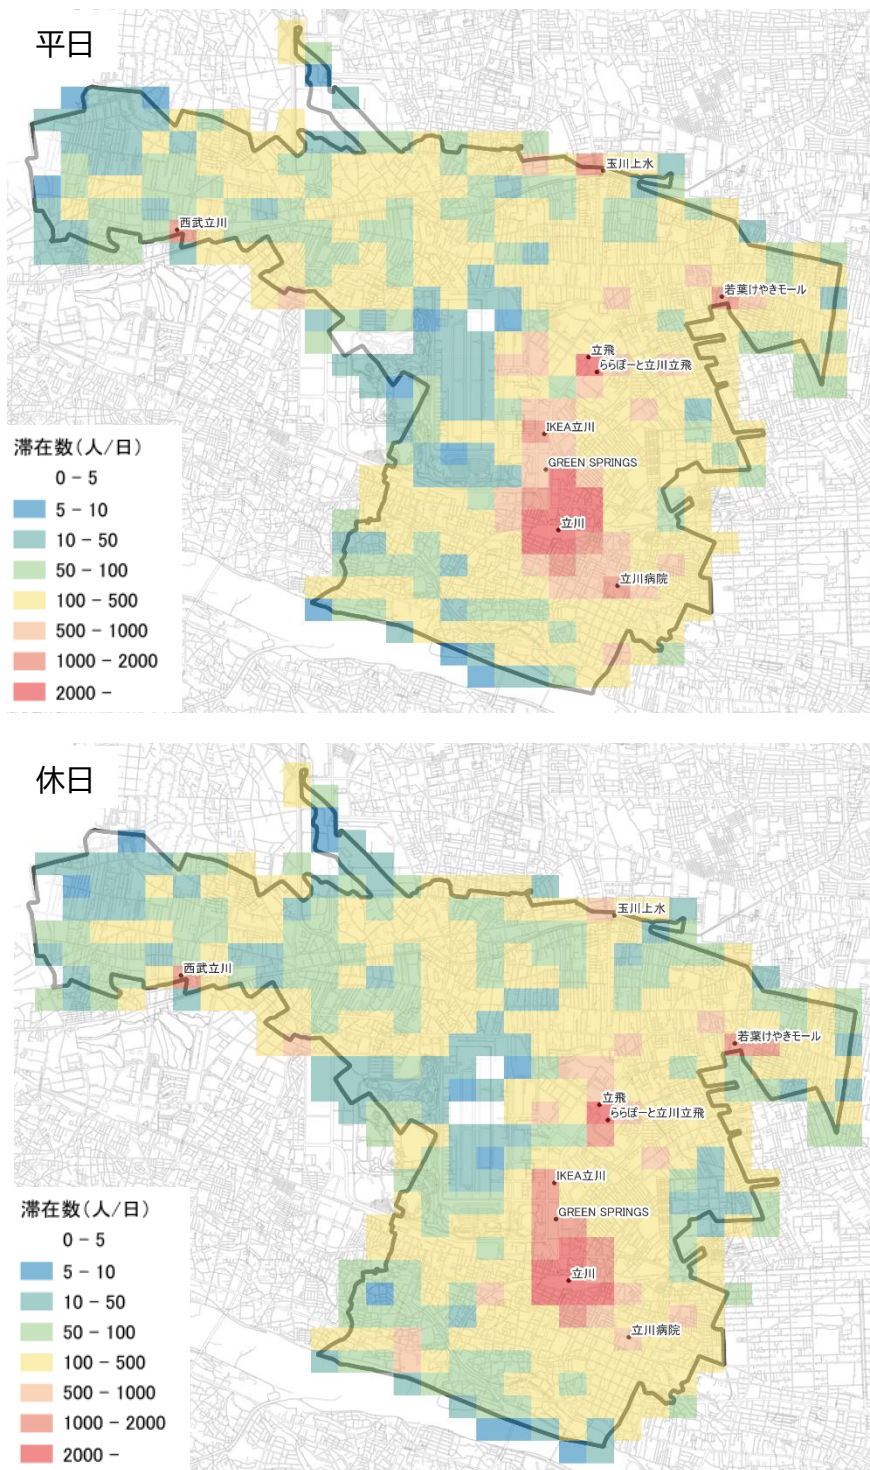 平日
玉川上水
西武立川
若葉けやきモール
立飛
ららぽーと立川立飛
IKEA立川
GREEN SPRINGS
立川
立川病院
滞在数(人/日)
0 - 5
5 - 10
10 - 50
50 - 100
100 - 500
500 - 1000
1000 - 2000
2000 -
休日
玉川上水
西武立川
若葉けやきモール
立飛
ららぽーと立川立飛
IKEA立川
GREEN SPRINGS
立川
立川病院
滞在数(人/日)
0 - 5
5 - 10
10 - 50
50 - 100
100 - 500
500 - 1000
1000 - 2000
2000 -